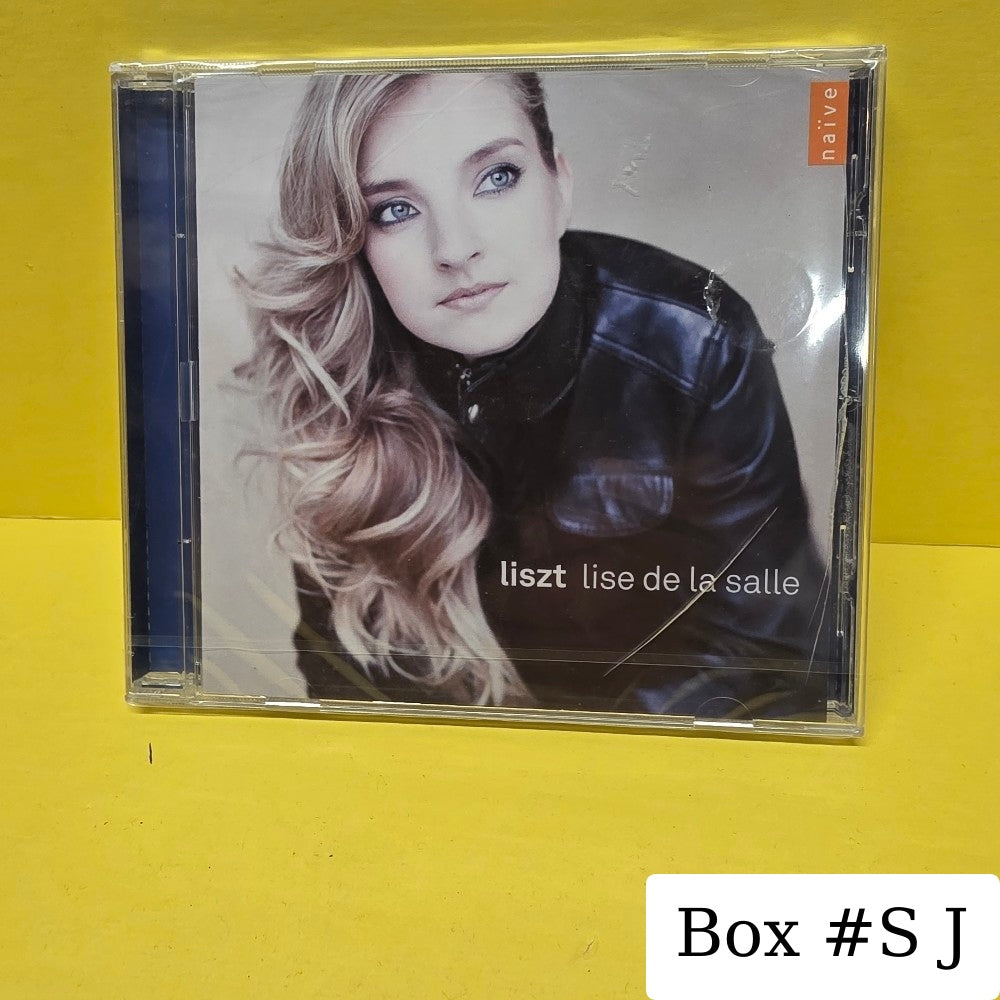 naïve
liszt lise de la salle
Box #S J